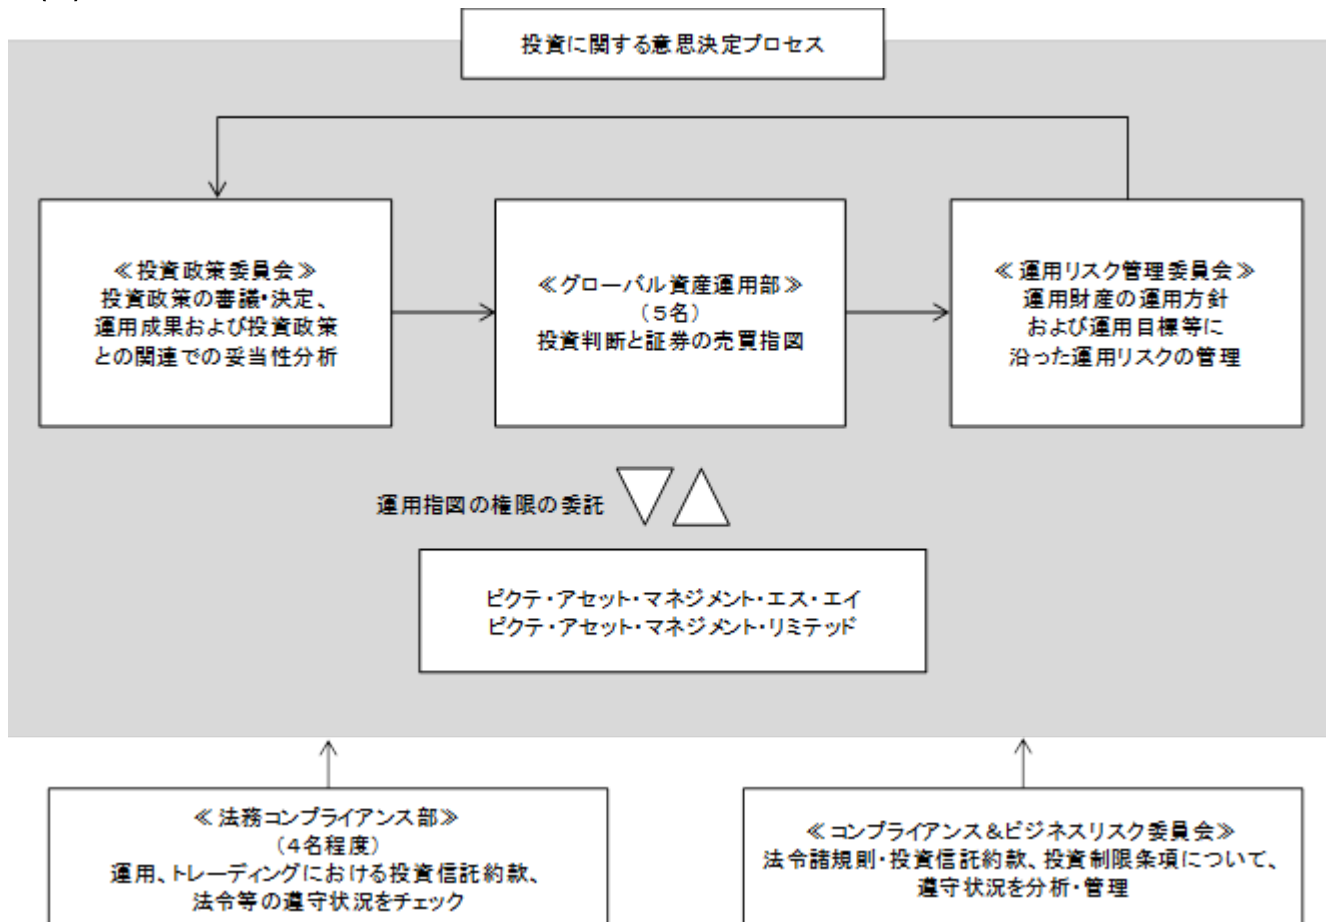 投資に関する意思決定プロセス
≪投資政策委員会≫
投資政策の審議・決定、
運用成果および投資政策
との関連での妥当性分析
≪グローバル資産運用部≫
(5名)
投資判断と証券の売買指図
≪運用リスク管理委員会≫
運用財産の運用方針
および運用目標等に
沿った運用リスクの管理
運用指図の権限の委託
ピクテ・アセット・マネジメント・エス・エイ
ピクテ・アセット・マネジメント・リミテッド
≪法務コンプライアンス部≫
(4名程度)
運用、トレーディングにおける投資信託約款、
法令等の遵守状況をチェック
≪コンプライアンス&ビジネスリスク委員会≫
法令諸規則・投資信託約款、投資制限条項について、
遵守状況を分析・管理